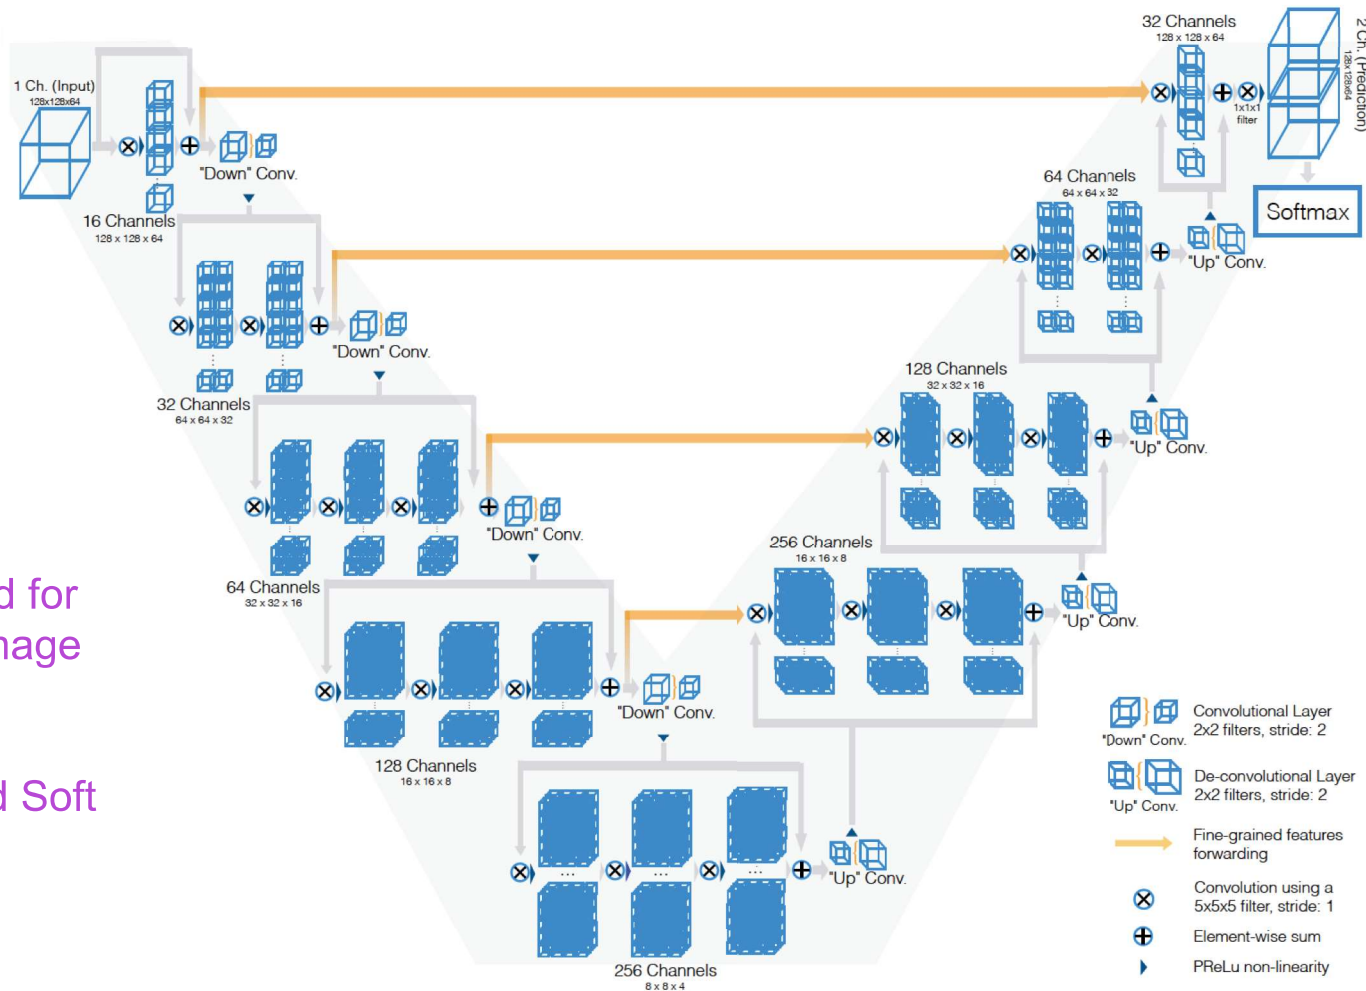 1 Ch. (Input)
128x128x64
16 Channels
128 x 128 x 64
"Down" Conv.
32 Channels
64 x 64 x 32
"Down" Conv.
64 Channels
32 x 32 x 16
"Down" Conv.
128 Channels
16 x 16 x 8
"Down" Conv.
256 Channels
8 x 8 x 4
"Up" Conv.
256 Channels
16 x 16 x 8
"Up" Conv.
128 Channels
32 x 32 x 16
"Up" Conv.
64 Channels
64 x 64 x 32
"Up" Conv.
32 Channels
128 x 128 x 64
1x1x1
filter
2 Ch. (Prediction)
128x128x64
Softmax
d for
mage
d Soft
"Down" Conv.
Convolutional Layer
2x2 filters, stride: 2
"Up" Conv.
De-convolutional Layer
2x2 filters, stride: 2
Fine-grained features
forwarding
Convolution using a
5x5x5 filter, stride: 1
Element-wise sum
PReLu non-linearity